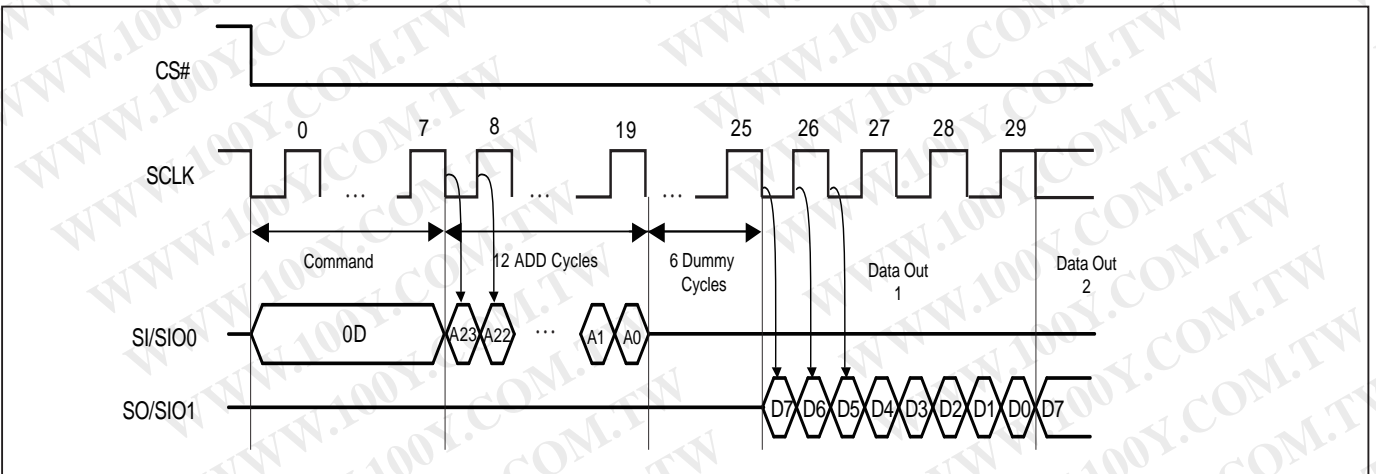 WWW.100Y.COM.TW
CS#
0 7 8 19 25 26 27 28 29
SCLK
... ... ...
Command
12 ADD Cycles
6 Dummy
Cycles
Data Out
1
Data Out
2
SI/SIO0
0D
A23 A22 ... A1 A0
SO/SIO1
D7 D6 D5 D4 D3 D2 D1 D0 D7